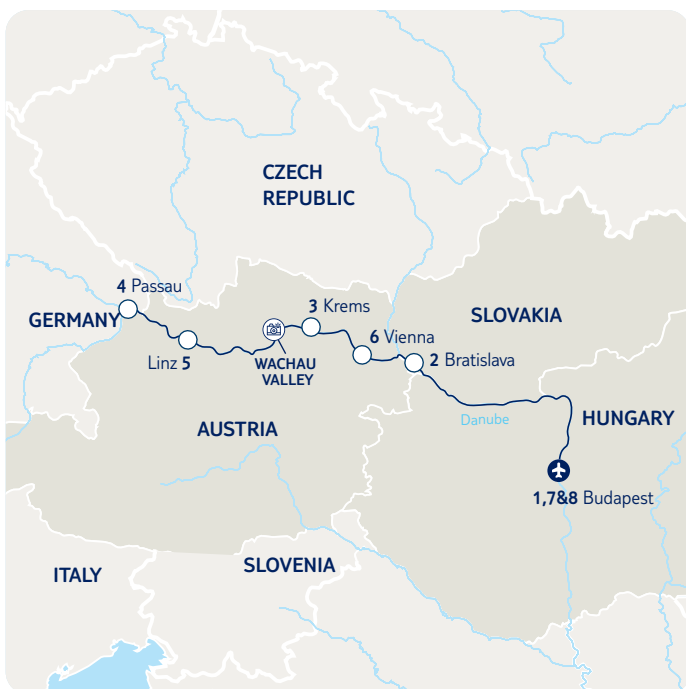 CZECH
REPUBLIC
4 Passau
3 Krems
GERMANY
SLOVAKIA
6 Vienna
Linz 5
WACHAU
VALLEY
2 Bratislava
Danube
HUNGARY
AUSTRIA
1,7&8 Budapest
SLOVENIA
ITALY